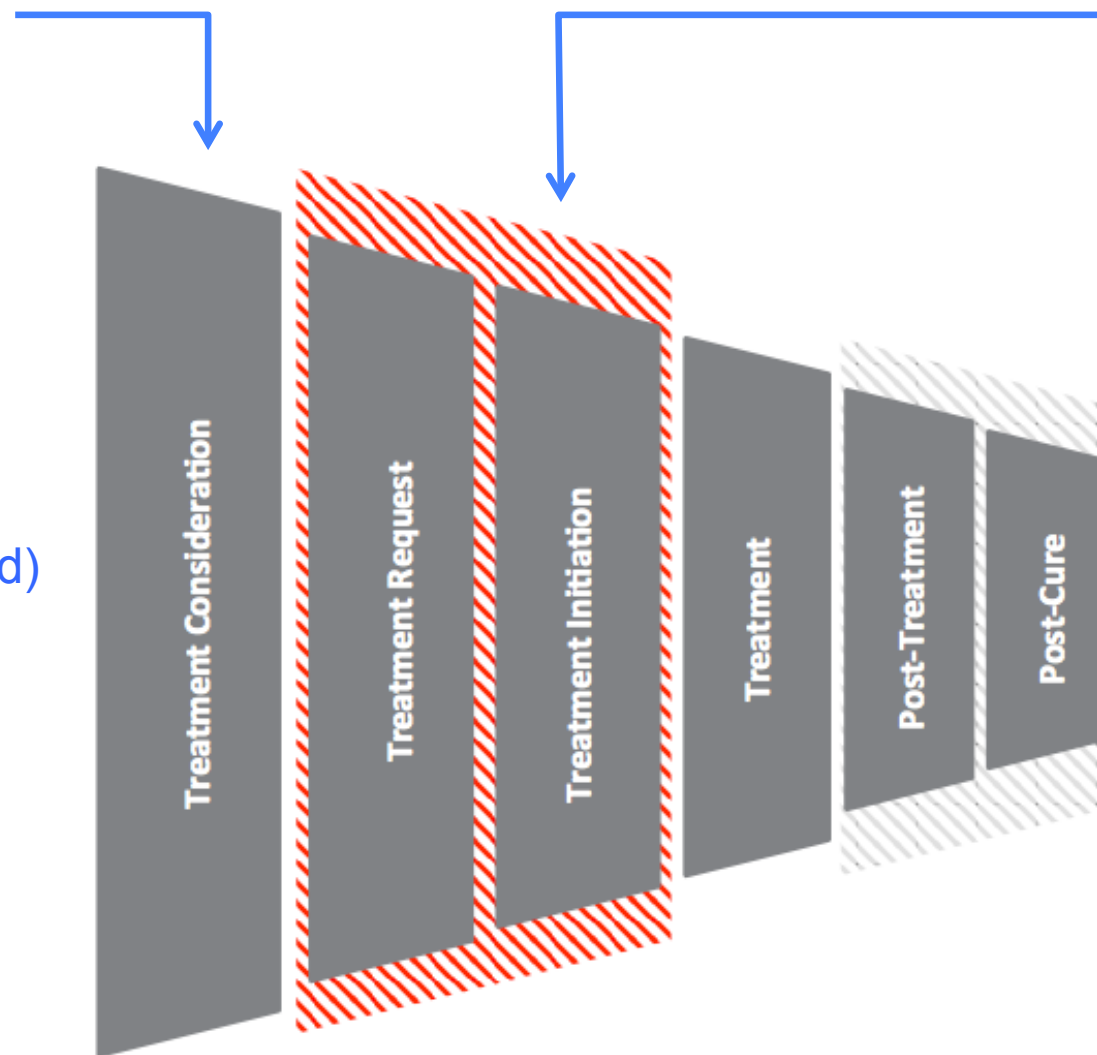 d)
Treatment Consideration
Treatment Request
Treatment Initiation
Treatment
Post-Treatment
Post-Cure